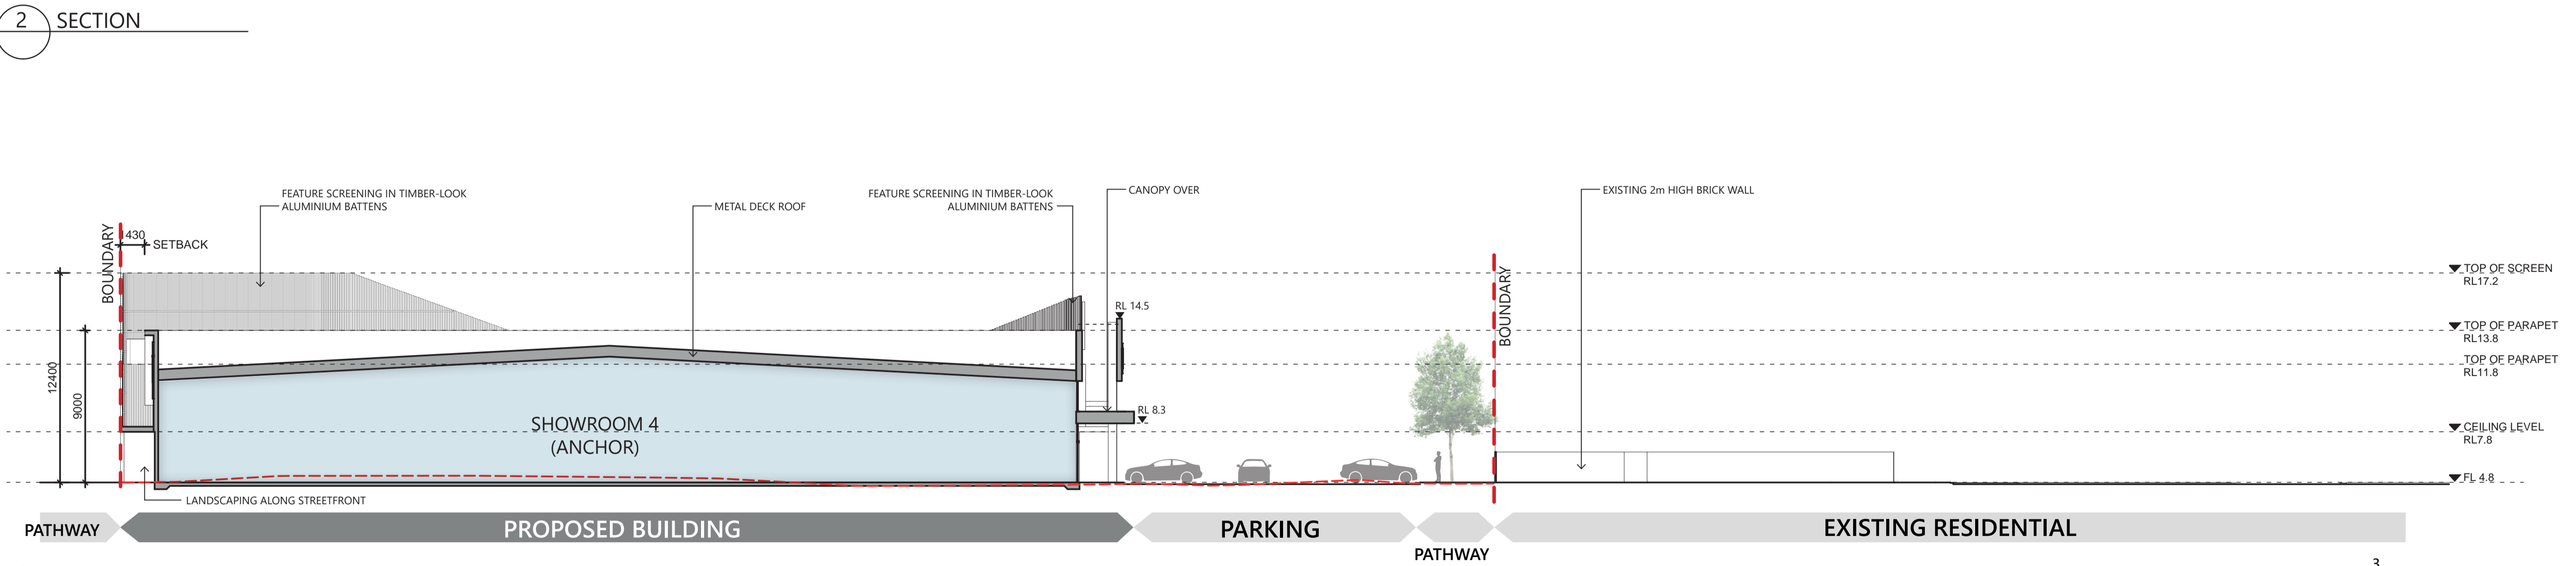 2 SECTION
FEATURE SCREENING IN TIMBER-LOOK
ALUMINIUM BATTENS
METAL DECK ROOF
FEATURE SCREENING IN TIMBER-LOOK
ALUMINIUM BATTENS
CANOPY OVER
EXISTING 2m HIGH BRICK WALL
BOUNDARY
430
SETBACK
BOUNDARY
TOP OF SCREEN
RL17.2
RL 14.5
TOP OF PARAPET
RL13.8
TOP OF PARAPET
RL11.8
12400
9000
RL 8.3
SHOWROOM 4
(ANCHOR)
CEILING LEVEL
RL7.8
FL 4.8
LANDSCAPING ALONG STREETFRONT
PATHWAY
PROPOSED BUILDING
PARKING
PATHWAY
EXISTING RESIDENTIAL